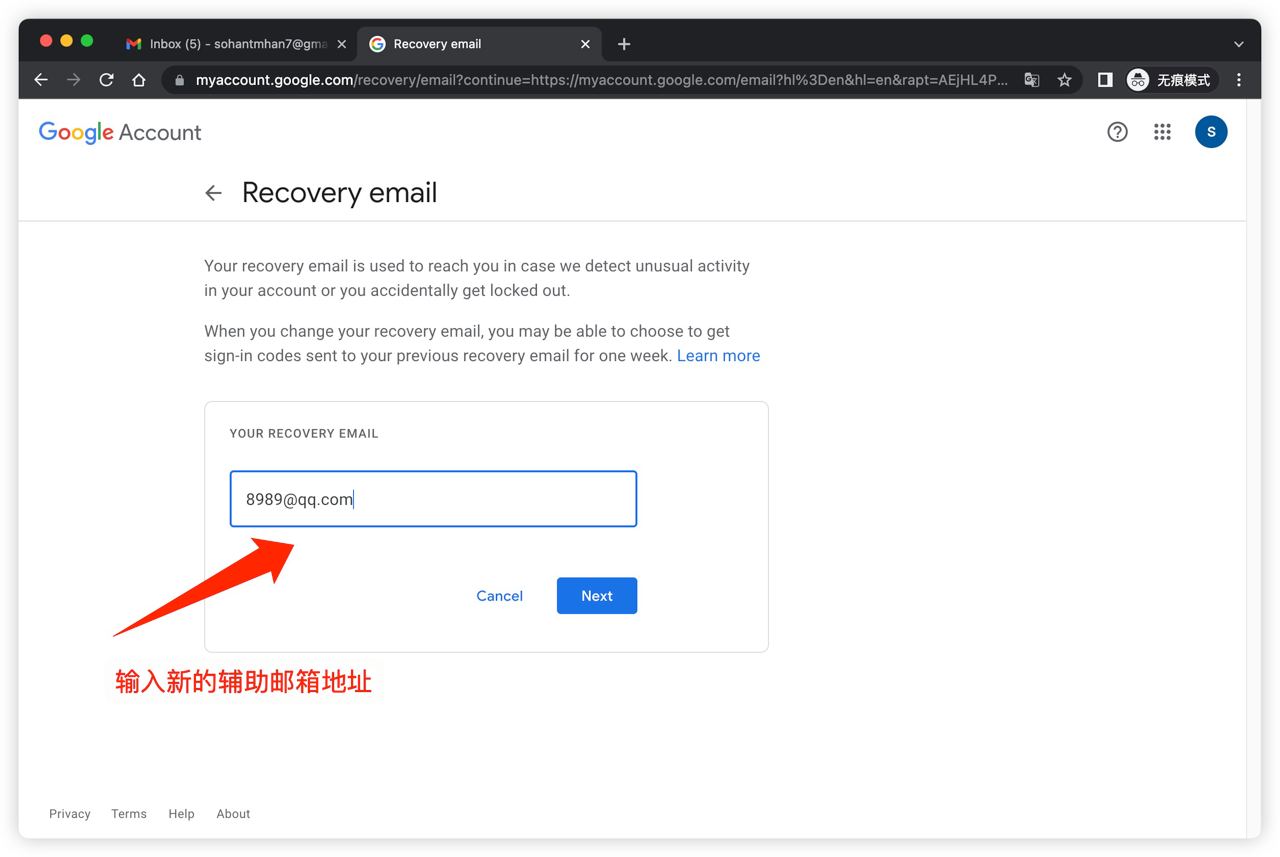 Inbox (5) - sohantmhan7@gma
Recovery email
myaccount.google.com/recovery/email?continue=https://myaccount.google.com/email?hl%3Den&hl=en&rapt=AEjHL4P...
无痕模式
Google Account
S
Recovery email
Your recovery email is used to reach you in case we detect unusual activity
in your account or you accidentally get locked out.
When you change your recovery email, you may be able to choose to get
sign-in codes sent to your previous recovery email for one week. Learn more
YOUR RECOVERY EMAIL
8989@qq.com
Cancel
Next
输入新的辅助邮箱地址
Privacy Terms Help About